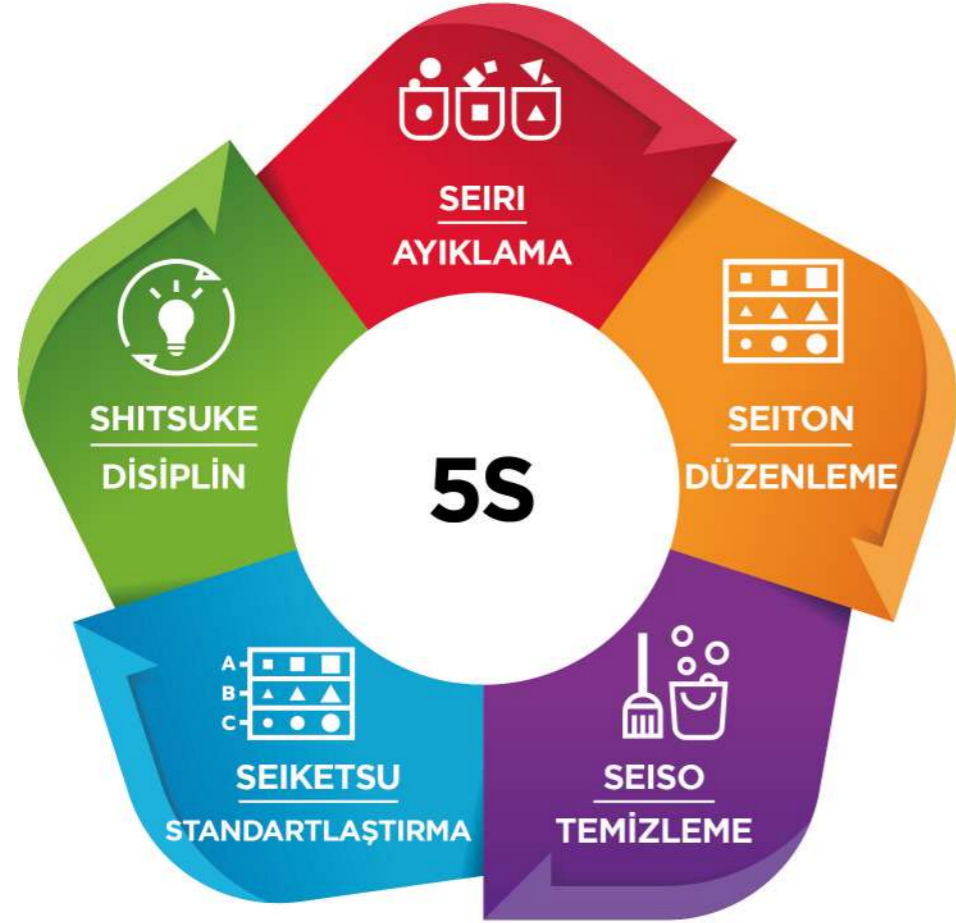 SEIRI
AYIKLAMA
SEITON
DÜZENLEME
SEISO
TEMİZLEME
A
B
C
SEIKETSU
STANDARTLAŞTIRMA
SHITSUKE
DİSİPLİN
5S